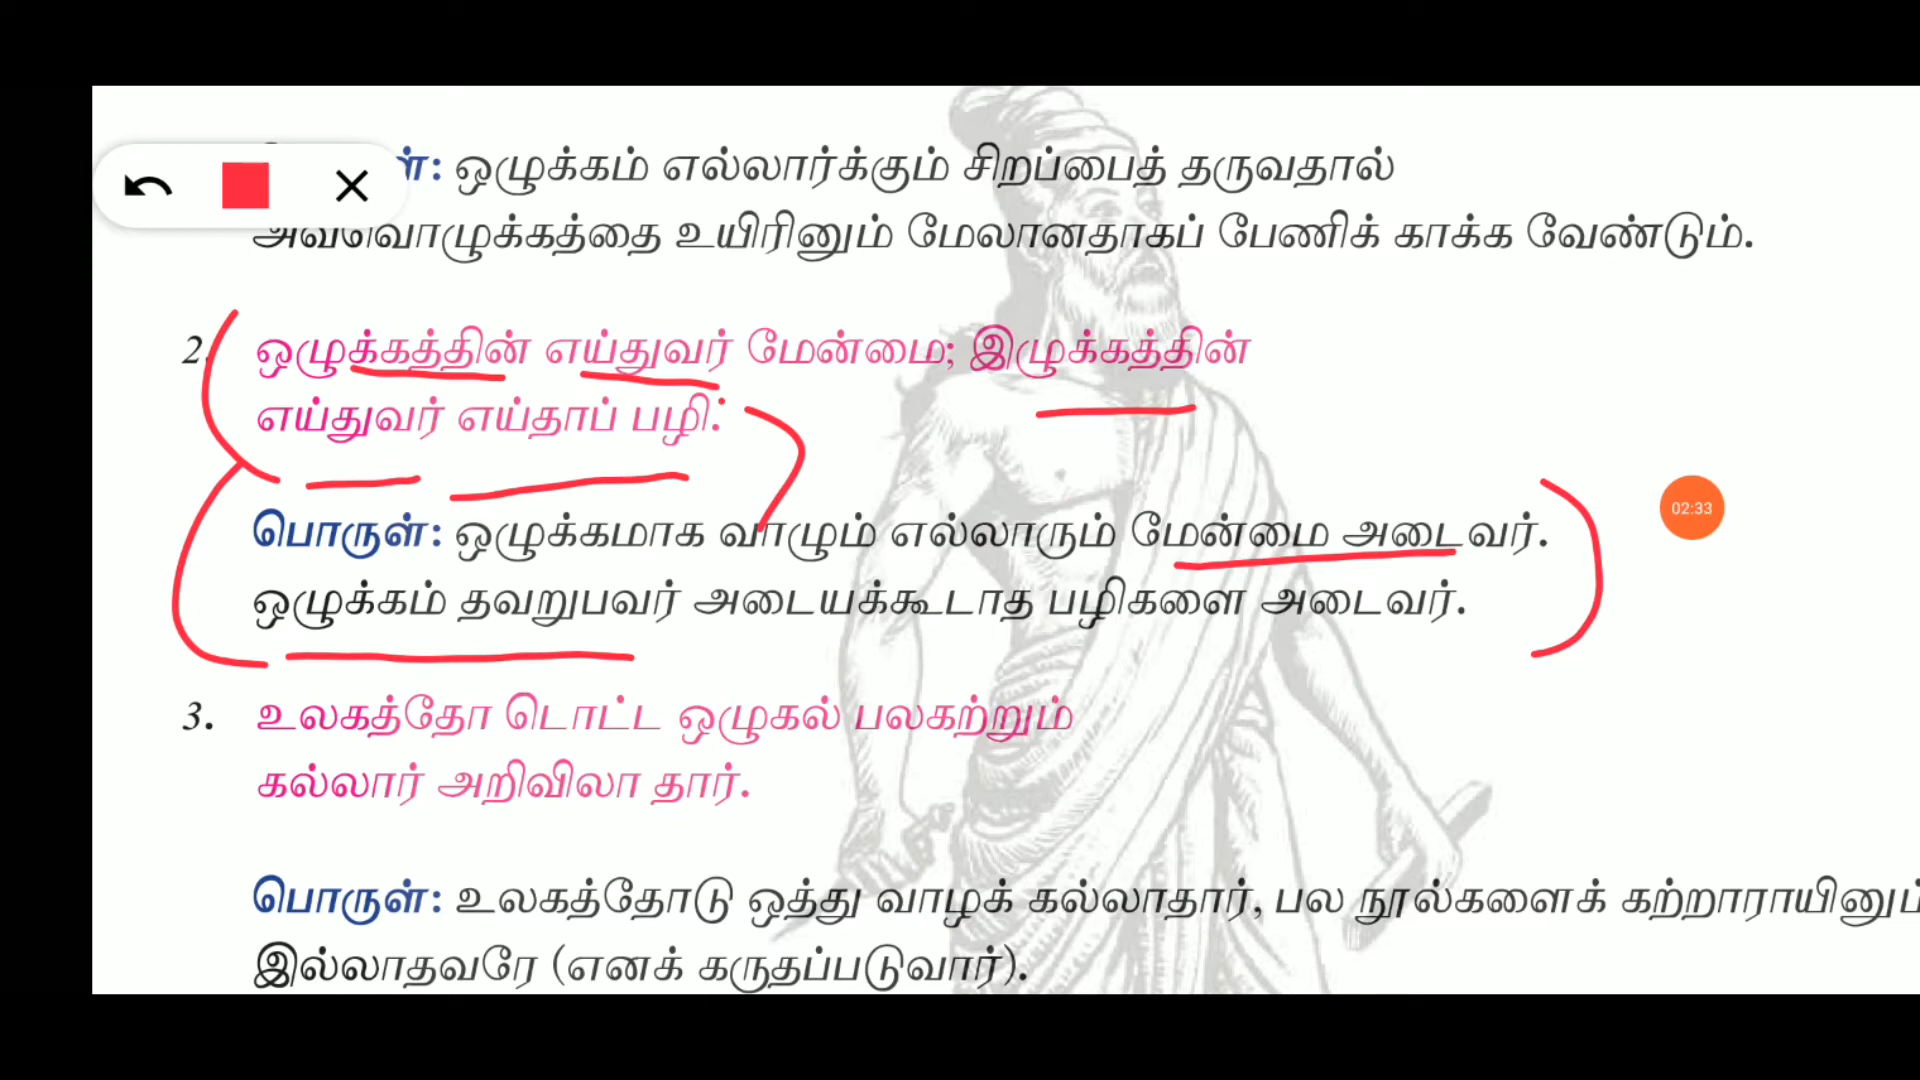 ள்: ஒழுக்கம் எல்லார்க்கும் சிறப்பைத் தருவதால்
அவ்வொழுக்கத்தை உயிரினும் மேலானதாகப் பேணிக் காக்க வேண்டும்.
2. ஒழுக்கத்தின் எய்துவர் மேன்மை; இழுக்கத்தின்
எய்துவர் எய்தாப் பழி.
பொருள்: ஒழுக்கமாக வாழும் எல்லாரும் மேன்மை அடைவர்.
02:33
ஒழுக்கம் தவறுபவர் அடையக்கூடாத பழிகளை அடைவர்.
3. உலகத்தோ டொட்ட ஒழுகல் பலகற்றும்
கல்லார் அறிவிலா தார்.
பொருள்: உலகத்தோடு ஒத்து வாழக் கல்லாதார், பல நூல்களைக் கற்றாராயினும்
இல்லாதவரே (எனக் கருதப்படுவார்).